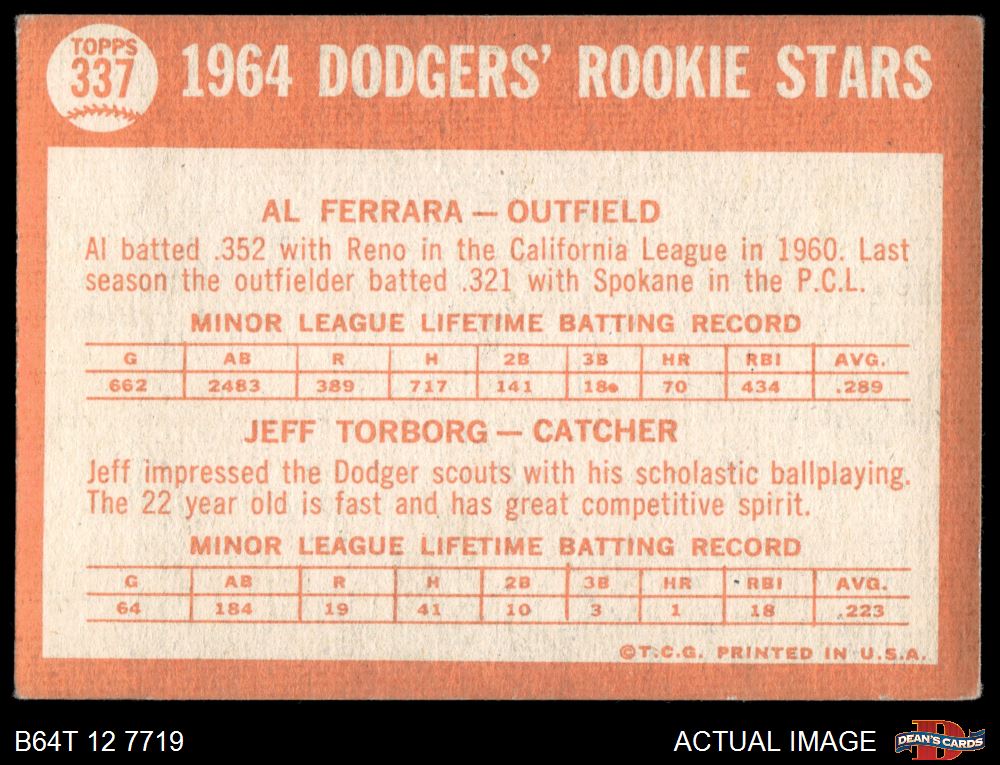 TOPPS
337
1964 DODGERS' ROOKIE STARS
AL FERRARA — OUTFIELD
Al batted .352 with Reno in the California League in 1960. Last
season the outfielder batted .321 with Spokane in the P.C.L.
MINOR LEAGUE LIFETIME BATTING RECORD
G AB R H 2B 3B HR RBI AVG.
662 2483 389 717 141 18 70 434 .289
JEFF TORBORG — CATCHER
Jeff impressed the Dodger scouts with his scholastic ballplaying.
The 22 year old is fast and has great competitive spirit.
MINOR LEAGUE LIFETIME BATTING RECORD
G AB R H 2B 3B HR RBI AVG.
64 184 19 41 10 3 1 18 .223
©T.C.G. PRINTED IN U.S.A.
B64T 12 7719
ACTUAL IMAGE
DEAN'S CARDS